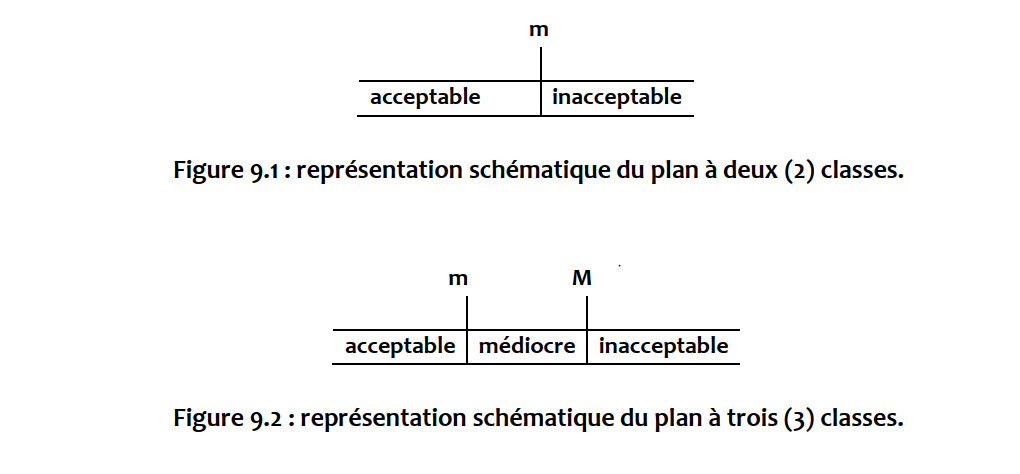 m
acceptable inacceptable
Figure 9.1 : représentation schématique du plan à deux (2) classes.
m M
acceptable médiocre inacceptable
Figure 9.2 : représentation schématique du plan à trois (3) classes.